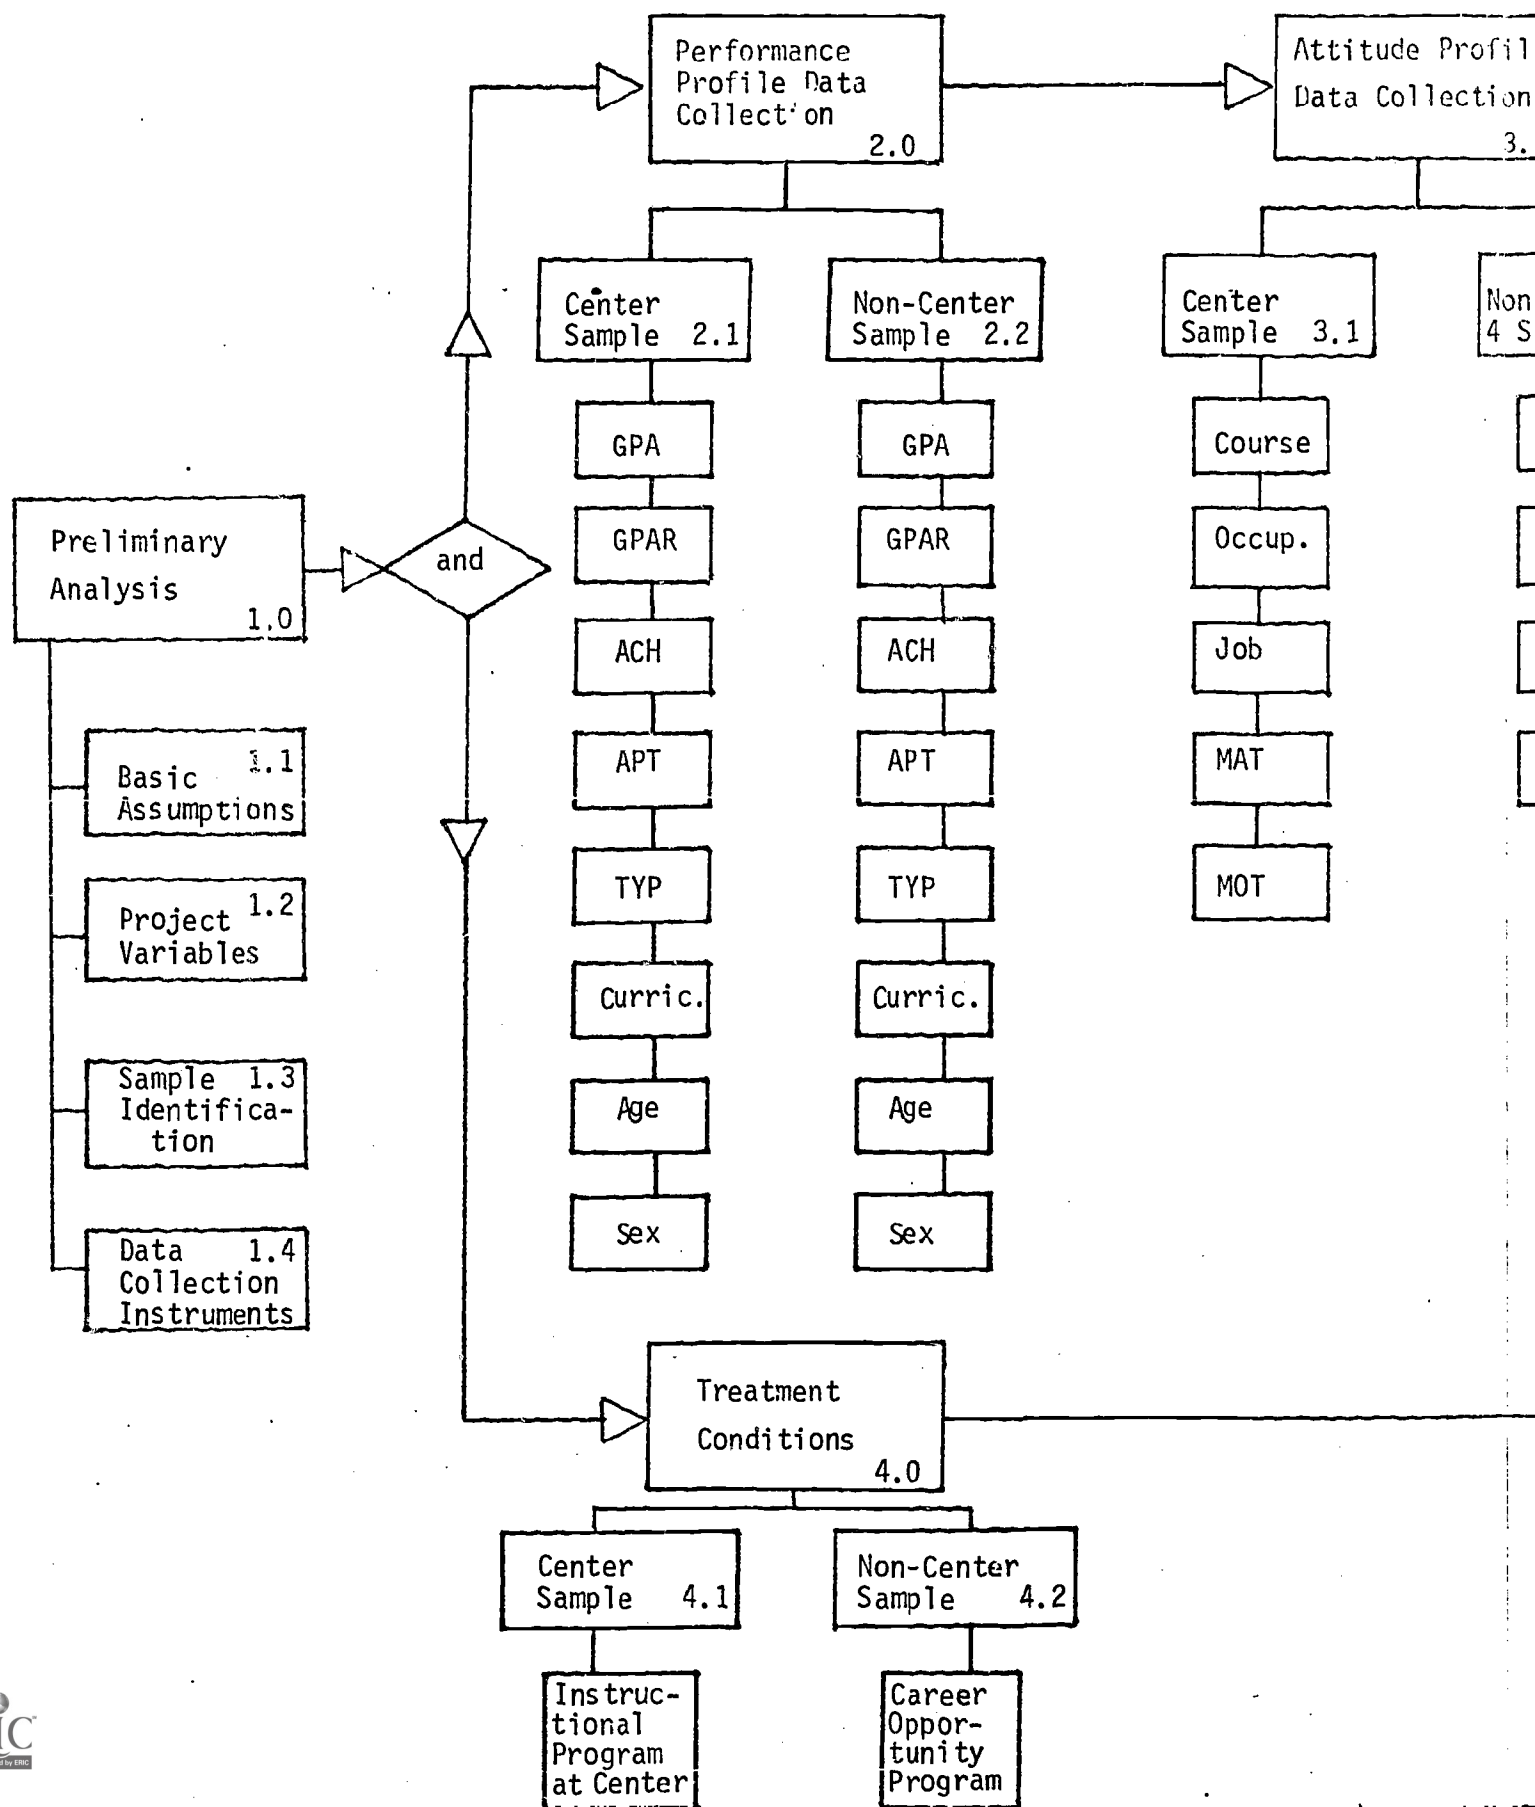 Performance
Profile Data
Collection
2.0
Attitude Profil
Data Collection
3.
Center
Sample 2.1
Non-Center
Sample 2.2
Center
Sample 3.1
Non
4 S
GPA
GPAR
ACH
APT
TYP
Curric.
Age
Sex
GPA
GPAR
ACH
APT
TYP
Curric.
Age
Sex
Course
Occup.
Job
MAT
MOT
Preliminary
Analysis
1.0
and
1.1
Basic
Assumptions
Project 1.2
Variables
Sample 1.3
Identifica-
tion
Data 1.4
Collection
Instruments
Treatment
Conditions
4.0
Center
Sample 4.1
Non-Center
Sample 4.2
Instruc-
tional
Program
at Center
Career
Oppor-
tunity
Program
IC
d by ERIC